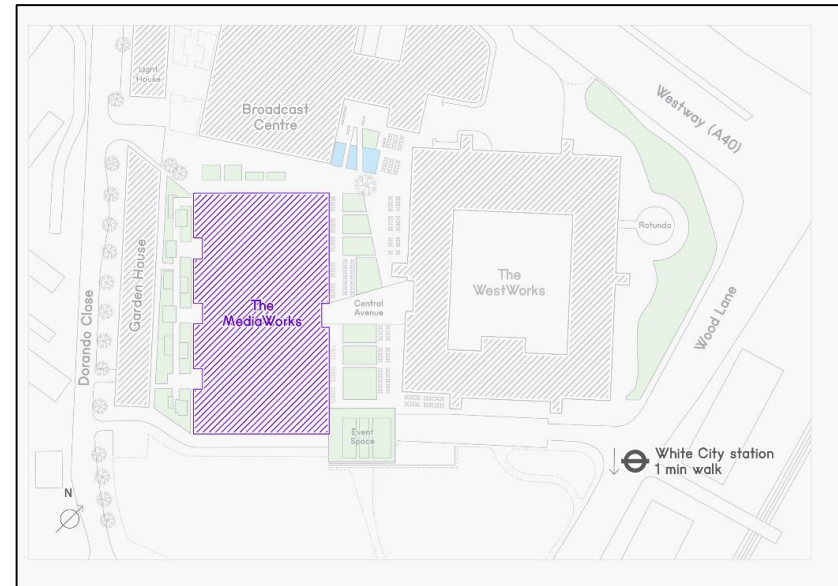 Light
House
Broadcast
Centre
Westway (A40)
Rotunda
The
WestWorks
Garden House
The
MediaWorks
Central
Avenue
Dorando Close
Wood Lane
Event
Space
White City station
1 min walk
N